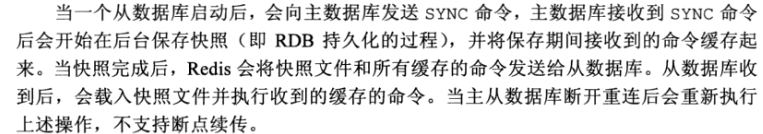 当一个从数据库启动后，会向主数据库发送 SYNC 命令，主数据库接收到 SYNC 命令
后会开始在后台保存快照（即 RDB 持久化的过程），并将保存期间接收到的命令缓存起
来。当快照完成后，Redis 会将快照文件和所有缓存的命令发送给从数据库。从数据库收
到后，会载入快照文件并执行收到的缓存的命令。当主从数据库断开重连后会重新执行
上述操作，不支持断点续传。